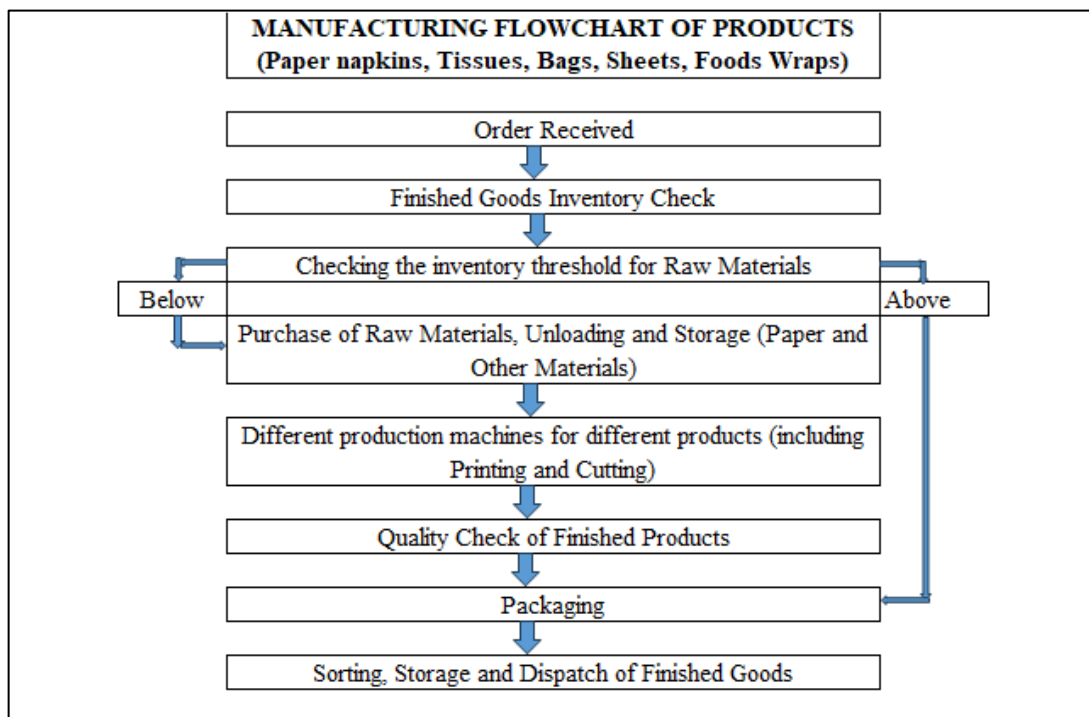 MANUFACTURING FLOWCHART OF PRODUCTS
(Paper napkins, Tissues, Bags, Sheets, Foods Wraps)
Order Received
Finished Goods Inventory Check
Checking the inventory threshold for Raw Materials
Below
Above
Purchase of Raw Materials, Unloading and Storage (Paper and
Other Materials)
Different production machines for different products (including
Printing and Cutting)
Quality Check of Finished Products
Packaging
Sorting, Storage and Dispatch of Finished Goods